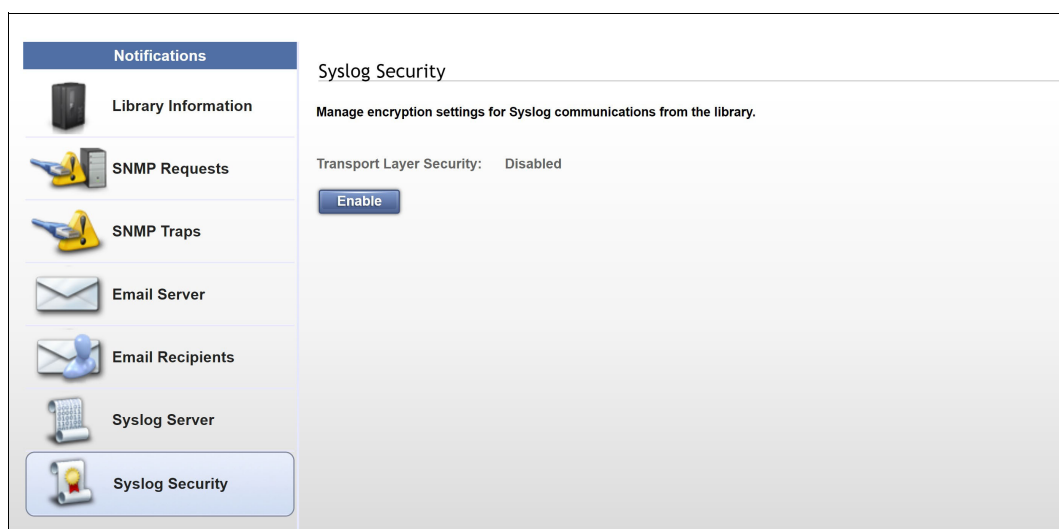 Notifications
Library Information
SNMP Requests
SNMP Traps
Email Server
Email Recipients
Syslog Server
Syslog Security
Syslog Security
Manage encryption settings for Syslog communications from the library.
Transport Layer Security: Disabled
Enable